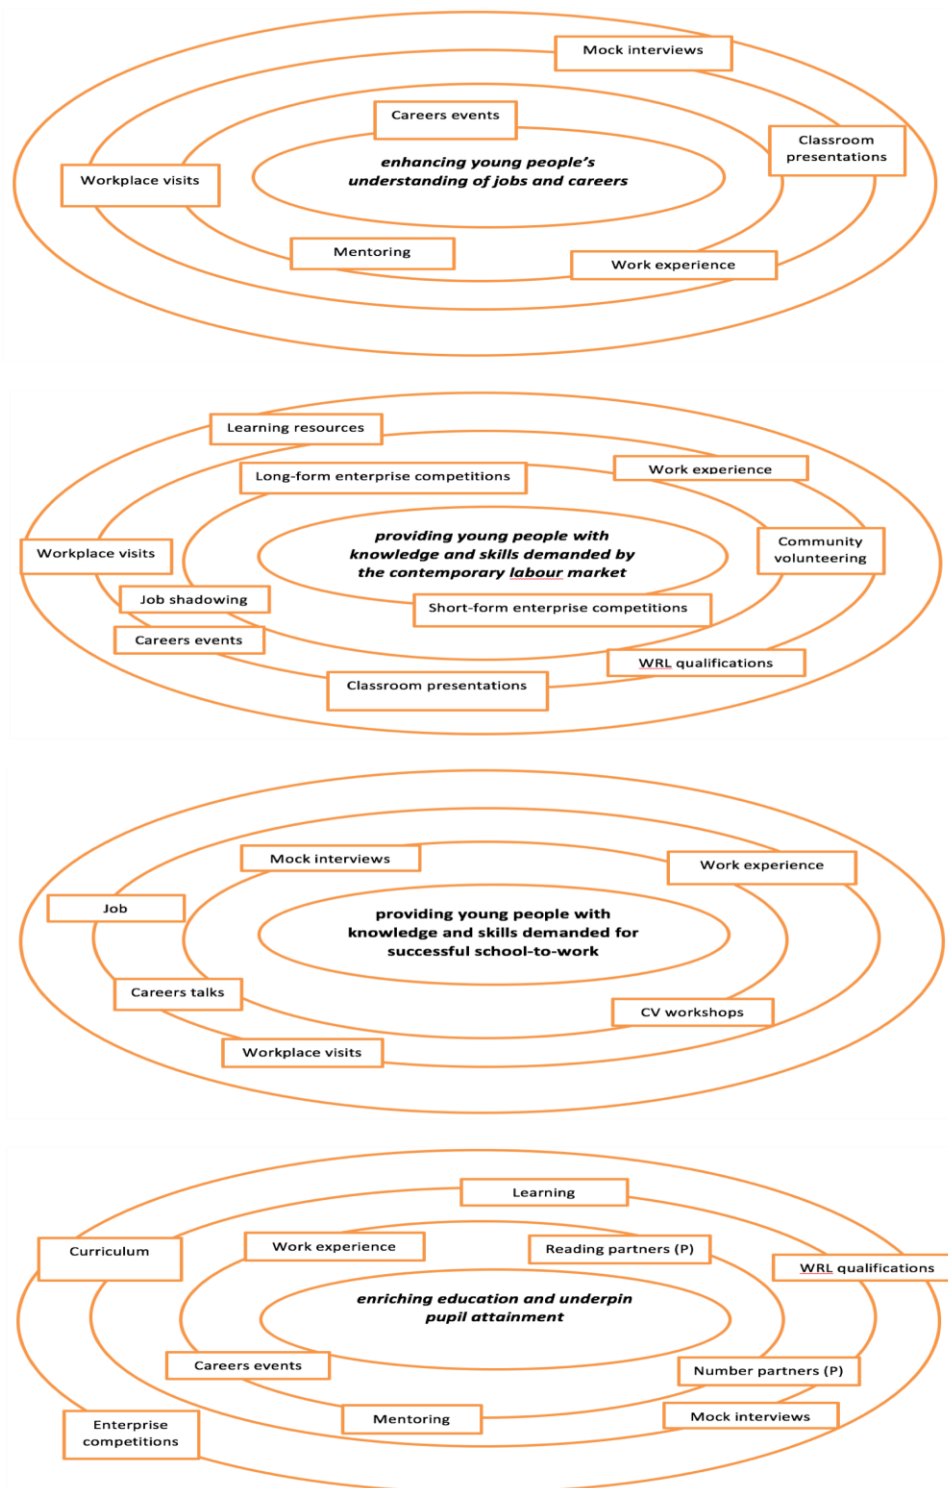 Mock interviews
Careers events
Classroom
presentations
enhancing young people's
understanding of jobs and careers
Workplace visits
Mentoring
Work experience
Learning resources
Long-form enterprise competitions
Work experience
providing young people with
knowledge and skills demanded by
the contemporary labour market
Community
volunteering
Workplace visits
Job shadowing
Short-form enterprise competitions
Careers events
WRL qualifications
Classroom presentations
Mock interviews
Work experience
Job
providing young people with
knowledge and skills demanded for
successful school-to-work
Careers talks
CV workshops
Workplace visits
Learning
Curriculum
Work experience
Reading partners (P)
WRL qualifications
enriching education and underpin
pupil attainment
Careers events
Number partners (P)
Mentoring
Mock interviews
Enterprise
competitions